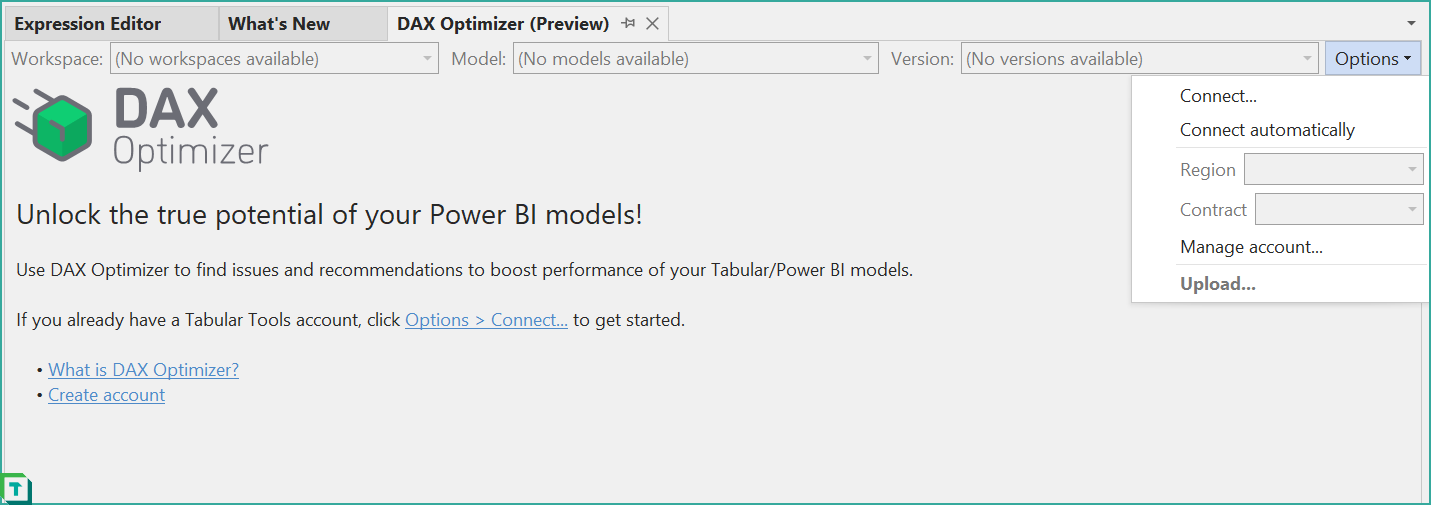 Expression Editor What's New DAX Optimizer (Preview)
Workspace: (No workspaces available) Model: (No models available) Version: (No versions available) Options
Connect...
Connect automatically
Region
Contract
Manage account...
Upload...
DAX
Optimizer
Unlock the true potential of your Power BI models!
Use DAX Optimizer to find issues and recommendations to boost performance of your Tabular/Power BI models.
If you already have a Tabular Tools account, click Options > Connect... to get started.
• What is DAX Optimizer?
• Create account
T